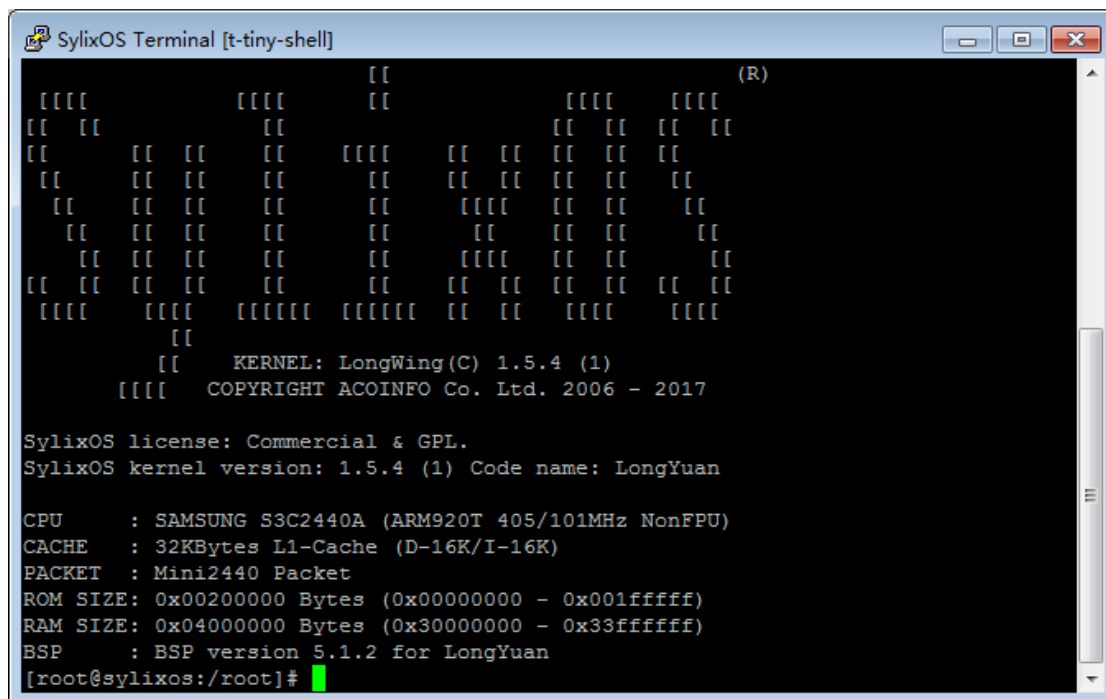 SylixOS Terminal [t-tiny-shell]
                          [[                          (R)
 [[[[           [[[[      [[             [[[[    [[[[
[[  [[            [[                    [[  [[  [[  [[
[[      [[  [[    [[    [[[[    [[  [[  [[  [[  [[
 [[     [[  [[    [[      [[    [[  [[  [[  [[   [[
  [[    [[  [[    [[      [[     [[[[   [[  [[    [[
   [[   [[  [[    [[      [[      [[    [[  [[     [[
    [[  [[  [[    [[      [[     [[[[   [[  [[      [[
[[  [[  [[  [[    [[      [[    [[  [[  [[  [[  [[  [[
 [[[[    [[[[   [[[[[[  [[[[[[  [[  [[   [[[[    [[[[
           [[
          [[    KERNEL: LongWing(C) 1.5.4 (1)
       [[[[   COPYRIGHT ACOINFO Co. Ltd. 2006 - 2017
SylixOS license: Commercial & GPL.
SylixOS kernel version: 1.5.4 (1) Code name: LongYuan
CPU     : SAMSUNG S3C2440A (ARM920T 405/101MHz NonFPU)
CACHE   : 32KBytes L1-Cache (D-16K/I-16K)
PACKET  : Mini2440 Packet
ROM SIZE: 0x00200000 Bytes (0x00000000 - 0x001fffff)
RAM SIZE: 0x04000000 Bytes (0x30000000 - 0x33ffffff)
BSP     : BSP version 5.1.2 for LongYuan
[root@sylixos:/root]#